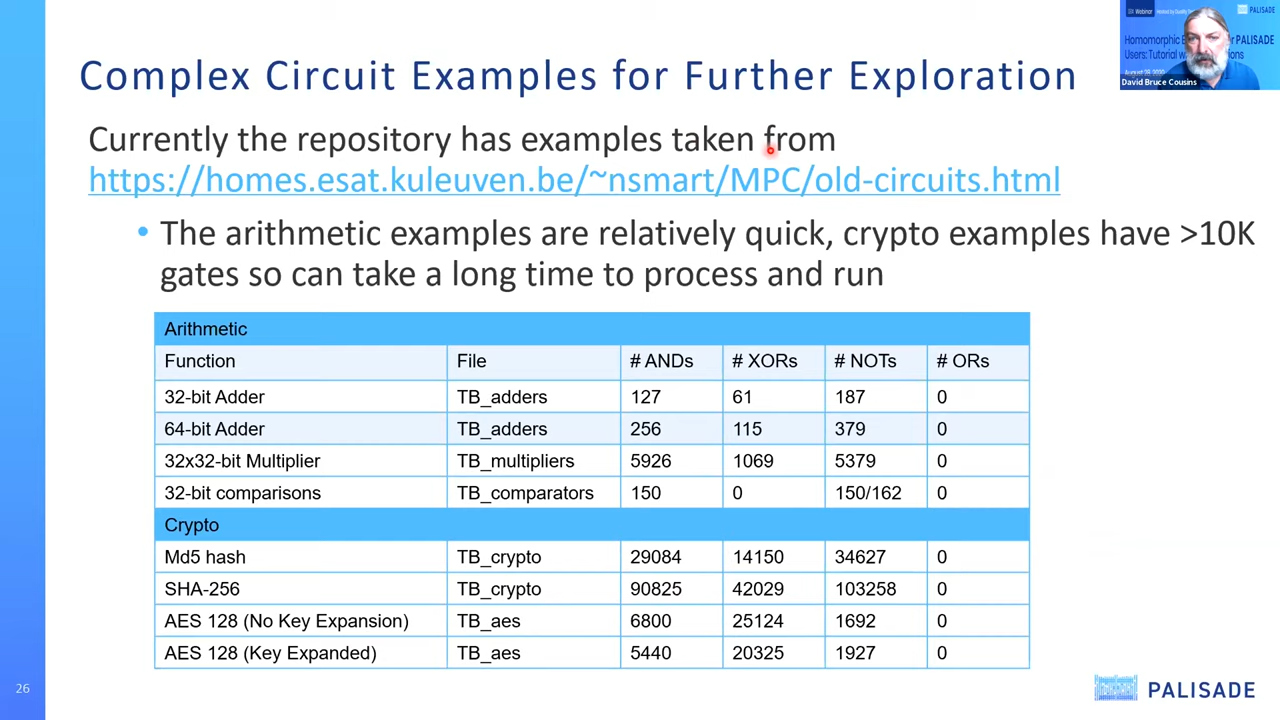 Complex Circuit Examples for Further Exploration
Webinar
PALISADE
Homomorphic
PALISADE
Users: Tutorial
David Bruce Cousins
Currently the repository has examples taken from
https://homes.esat.kuleuven.be/~nsmart/MPC/old-circuits.html
• The arithmetic examples are relatively quick, crypto examples have >10K
gates so can take a long time to process and run
Arithmetic
Function File # ANDs # XORs # NOTs # ORs
32-bit Adder TB_adders 127 61 187 0
64-bit Adder TB_adders 256 115 379 0
32x32-bit Multiplier TB_multipliers 5926 1069 5379 0
32-bit comparisons TB_comparators 150 0 150/162 0
Crypto
Md5 hash TB_crypto 29084 14150 34627 0
SHA-256 TB_crypto 90825 42029 103258 0
AES 128 (No Key Expansion) TB_aes 6800 25124 1692 0
AES 128 (Key Expanded) TB_aes 5440 20325 1927 0
26
PALISADE